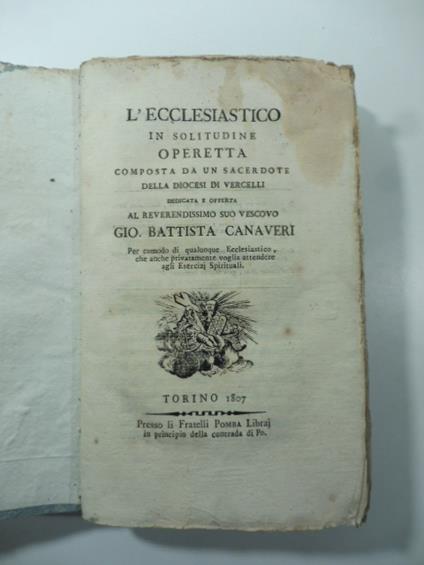 L'ECCLESIASTICO
IN SOLITUDINE
OPERETTA
COMPOSTA DA UN SACERDOTE
DELLA DIOCESI DI VERCELLI
DEDICATA E OFFERTA
AL REVERENDISSIMO SUO VESCOVO
GIO. BATTISTA CANAVERI
Per comodo di qualunque Ecclesiastico,
che anche privatamente voglia attendere
agli Esercizj Spirituali.
TORINO 1807
Presso li Fratelli POMBA Libraj
in principio della contrada di Po.